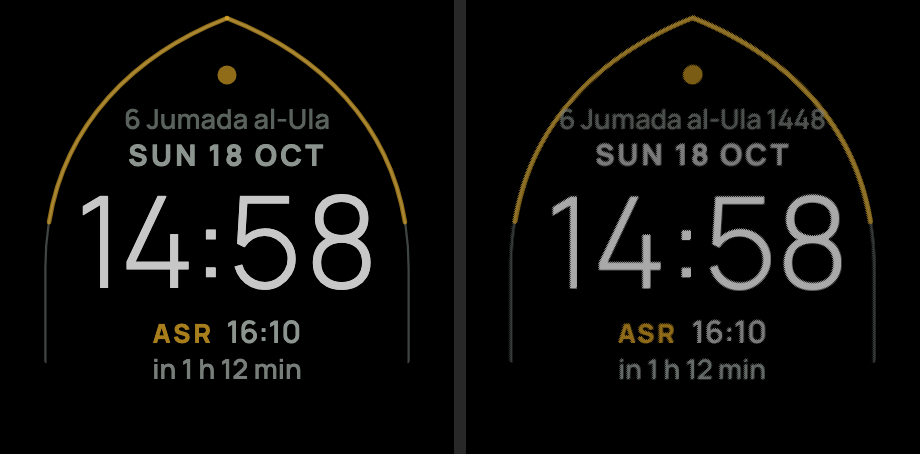 6 Jumada al-Ula
SUN 18 OCT
14:58
ASR 16:10
in 1 h 12 min
6 Jumada al-Ula 1448
SUN 18 OCT
14:58
ASR 16:10
in 1 h 12 min